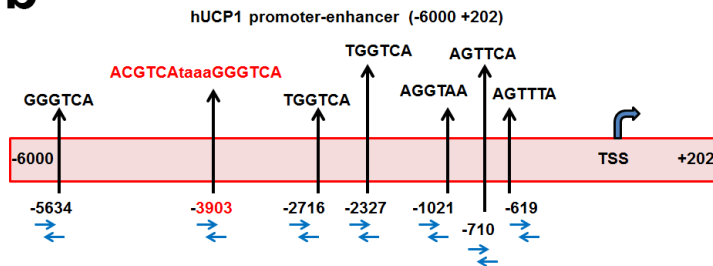 b
hUCP1 promoter-enhancer (-6000 +202)
TGGTCA
AGTTCA
ACGTCAtaaaGGGTCA
GGGTCA
TGGTCA
AGGTAA
AGTTTA
-6000
TSS
+202
-5634
-3903
-2716
-2327
-1021
-710
-619